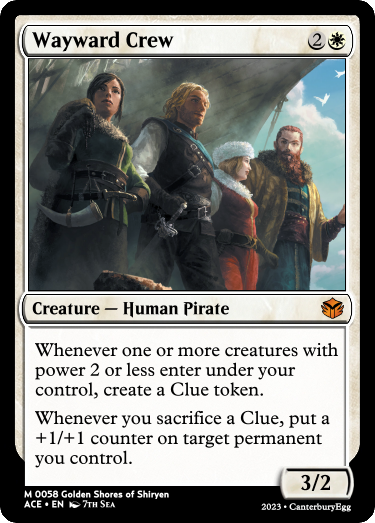 Wayward Crew 2
Creature — Human Pirate
Whenever one or more creatures with
power 2 or less enter under your
control, create a Clue token.
Whenever you sacrifice a Clue, put a
+1/+1 counter on target permanent
you control.
3/2
M 0058 Golden Shores of Shiryen
ACE • EN 7TH SEA
2023 • CanterburyEgg